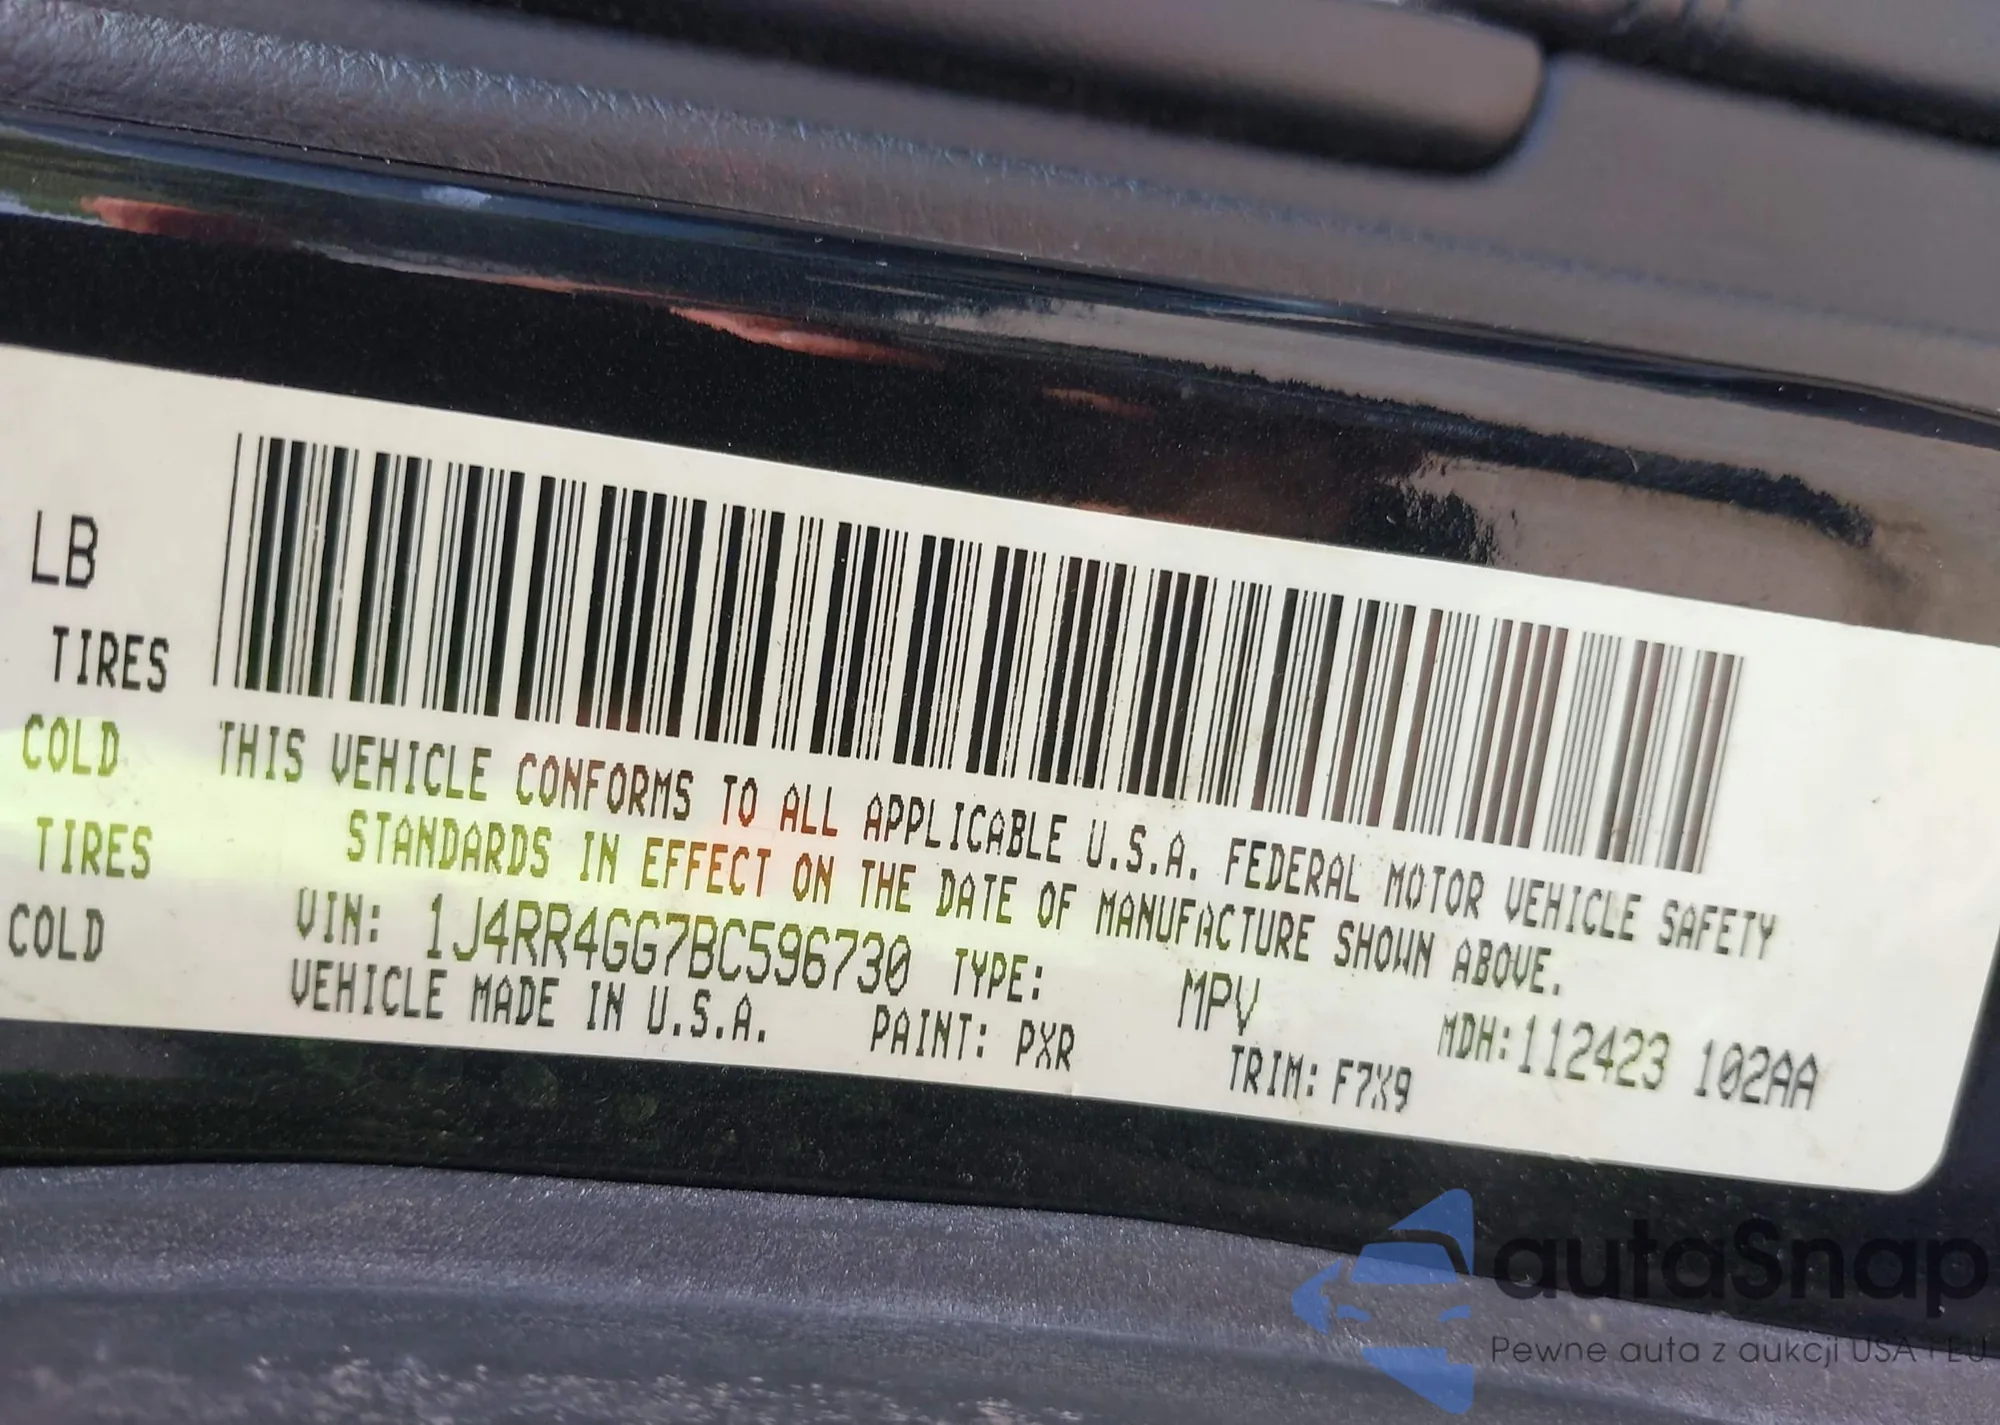 LB
TIRES
COLD
TIRES
COLD
THIS VEHICLE CONFORMS TO ALL APPLICABLE U.S.A. FEDERAL MOTOR VEHICLE SAFETY
STANDARDS IN EFFECT ON THE DATE OF MANUFACTURE SHOWN ABOVE.
VIN: 1J4RR4GG7BC596730 TYPE: MPV MDH:112423 102AA
VEHICLE MADE IN U.S.A. PAINT: PXR TRIM: F7X9
autaSnap
Pewne auta z aukcji USA i EU